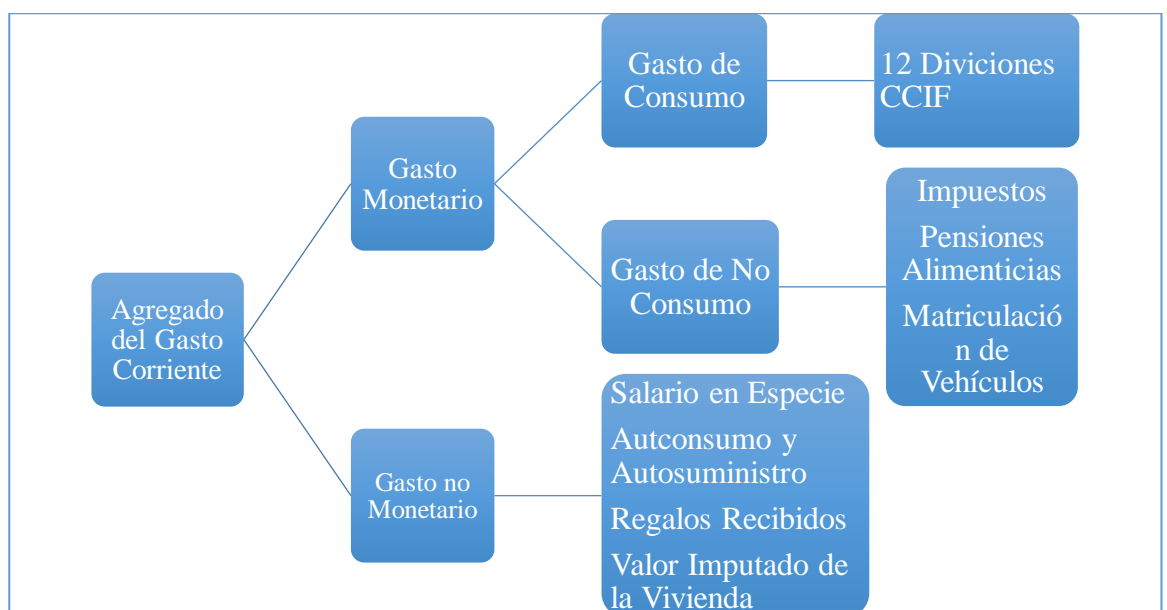 Gasto de
Consumo
12 Diviciones
CCIF
Gasto
Monetario
Impuestos
Pensiones
Alimenticias
Matriculació
n de
Vehículos
Gasto de No
Consumo
Agregado
del Gasto
Corriente
Salario en Especie
Autconsumo y
Autosuministro
Regalos Recibidos
Valor Imputado de
la Vivienda
Gasto no
Monetario